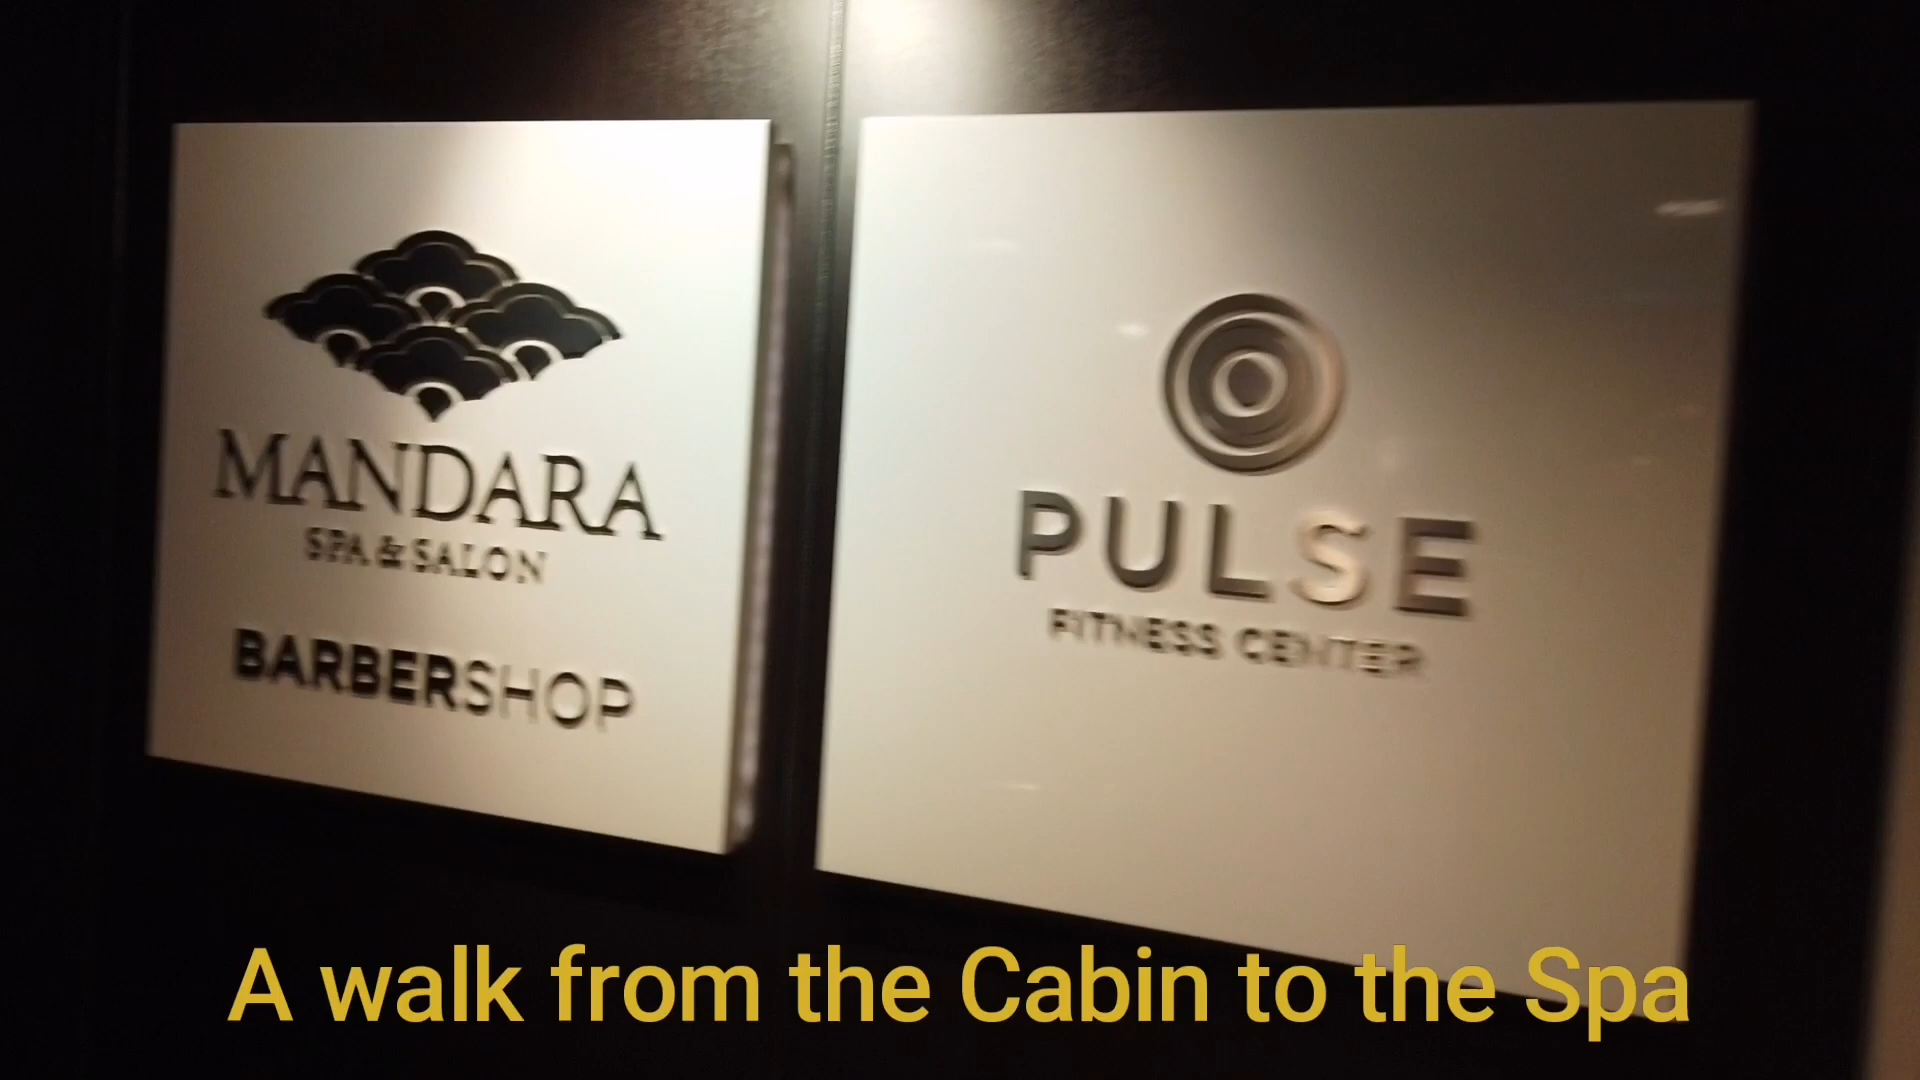 MANDARA
SPA & SALON
BARBERSHOP
PULSE
FITNESS CENTER
A walk from the Cabin to the Spa